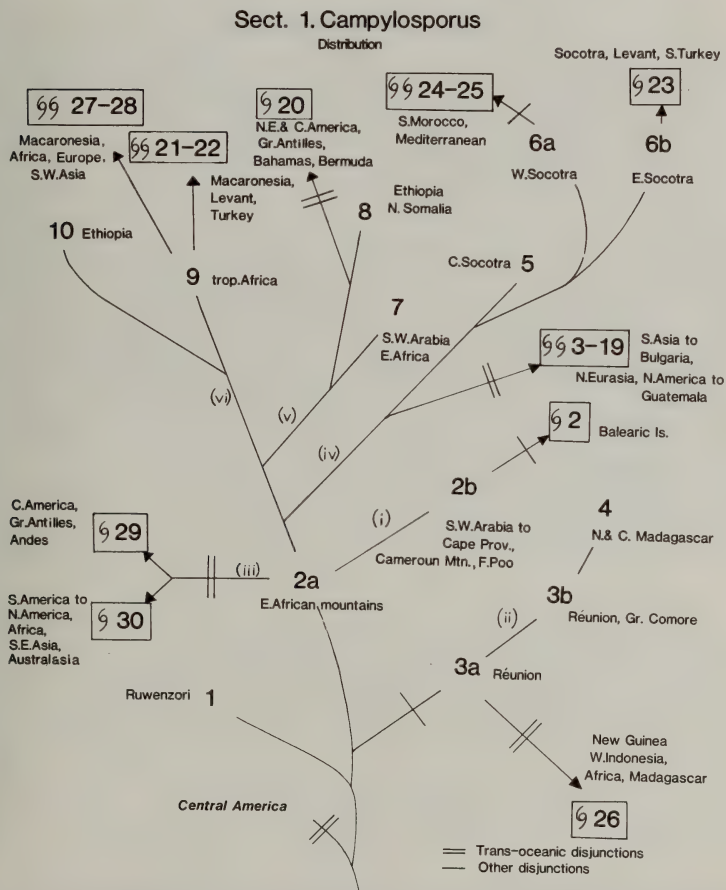 Sect. 1. Campylosporus
Distribution
Socotra, Levant, S.Turkey
§§ 27-28
§ 20
§§ 24-25
§ 23
Macaronesia,
Africa, Europe,
S.W.Asia
§§ 21-22
N.E.& C.America,
Gr.Antilles,
Bahamas, Bermuda
S.Morocco,
Mediterranean
6a
W.Socotra
6b
E.Socotra
Macaronesia,
Levant,
Turkey
8
Ethiopia
N. Somalia
10 Ethiopia
9 trop.Africa
C.Socotra 5
7
S.W.Arabia
E.Africa
§§ 3-19
S.Asia to
Bulgaria,
N.Eurasia, N.America to
Guatemala
(vi)
(v)
(iv)
§ 2
Balearic Is.
2b
S.W.Arabia to
Cape Prov.,
Cameroun Mtn., F.Poo
(i)
4
N.& C. Madagascar
C.America,
Gr.Antilles,
Andes
§ 29
(iii)
2a
E.African mountains
S.America to
N.America,
Africa,
S.E.Asia,
Australasia
§ 30
3b
Réunion, Gr. Comore
(ii)
3a Réunion
Ruwenzori 1
New Guinea
W.Indonesia,
Africa, Madagascar
§ 26
Central America
Trans-oceanic disjunctions
Other disjunctions